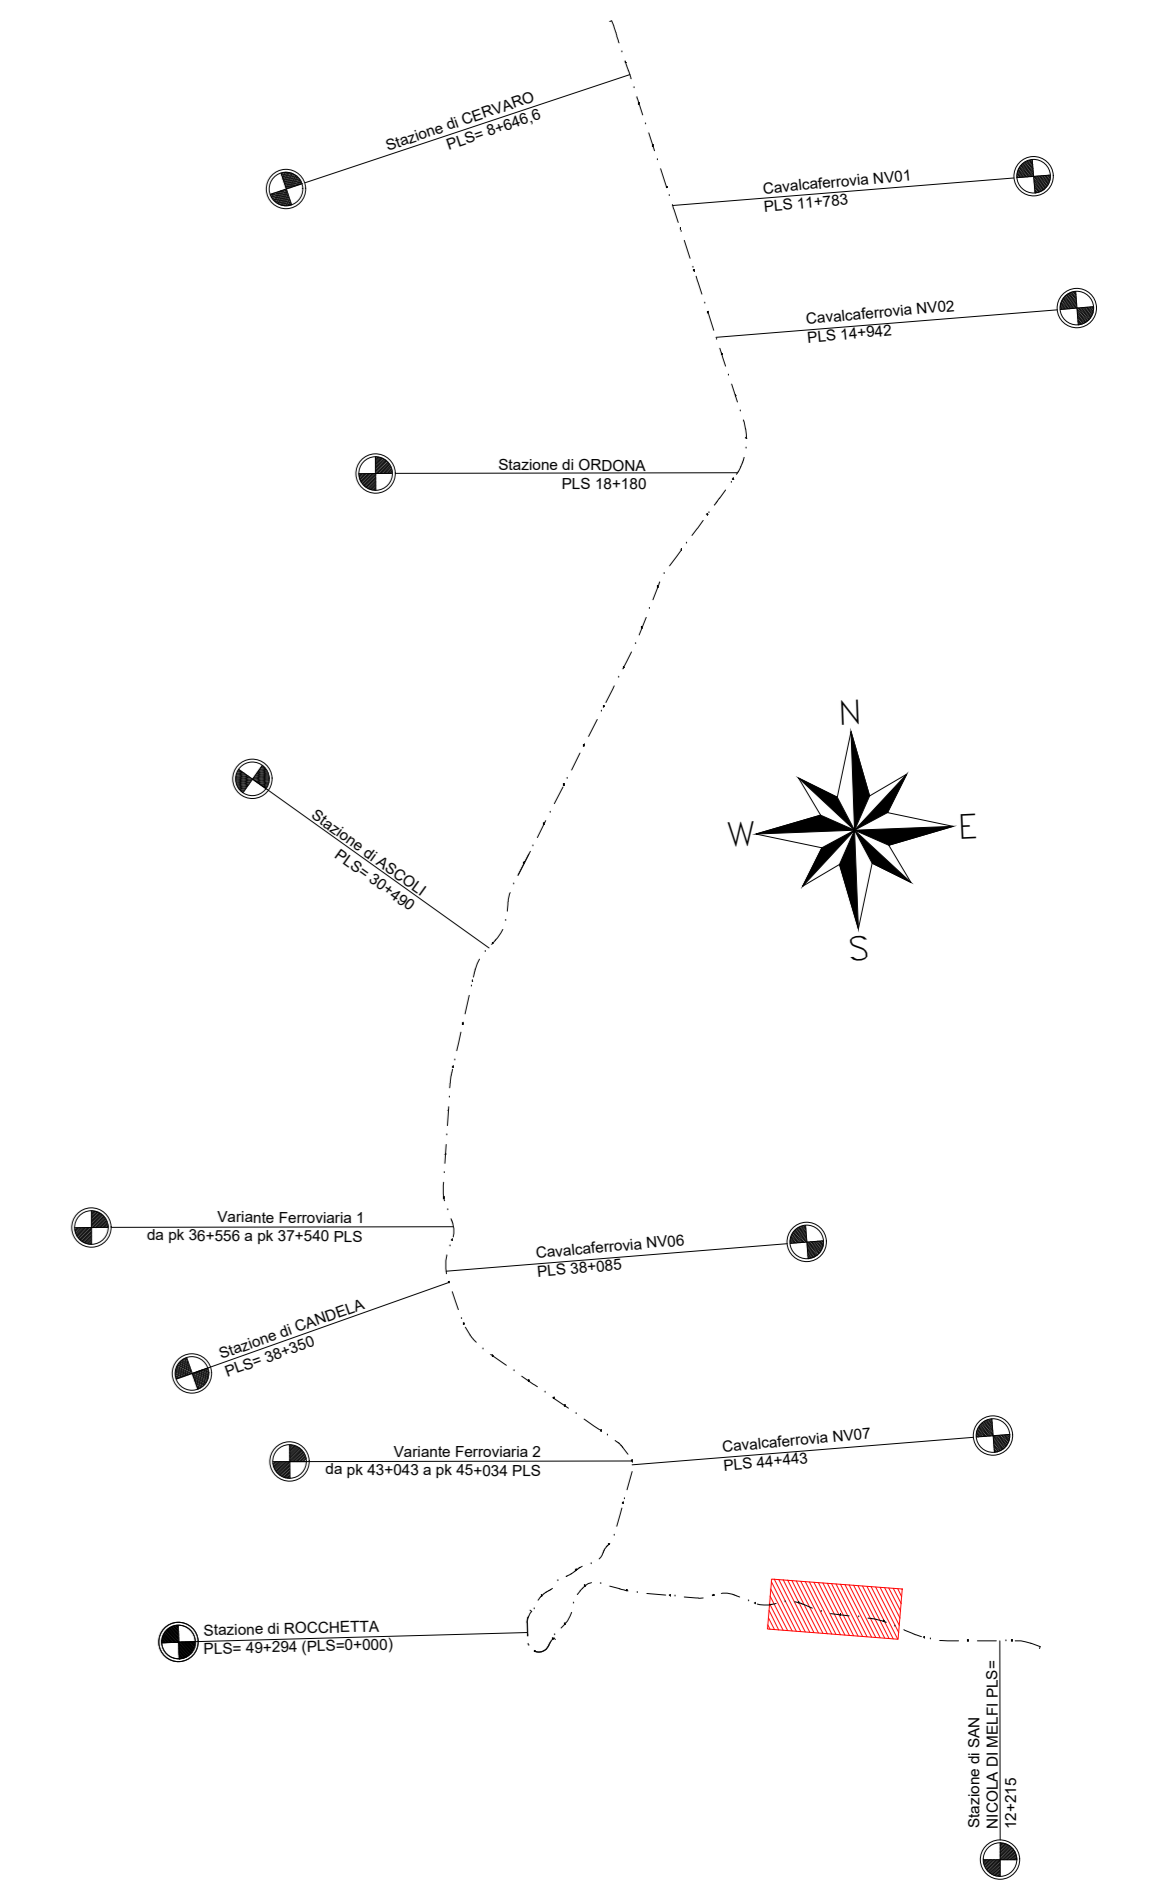 Stazione di CERVARO
PLS= 8+646,6
Cavalcaferrovia NV01
PLS 11+783
Cavalcaferrovia NV02
PLS 14+942
Stazione di ORDONA
PLS 18+180
N
W
E
S
Stazione di ASCOLI
PLS= 30+490
Variante Ferroviaria 1
da pk 36+556 a pk 37+540 PLS
Cavalcaferrovia NV06
PLS 38+085
Stazione di CANDELA
PLS= 38+350
Variante Ferroviaria 2
da pk 43+043 a pk 45+034 PLS
Cavalcaferrovia NV07
PLS 44+443
Stazione di ROCCHETTA
PLS= 49+294 (PLS=0+000)
Stazione di SAN
NICOLA DI MELFI PLS=
12+215